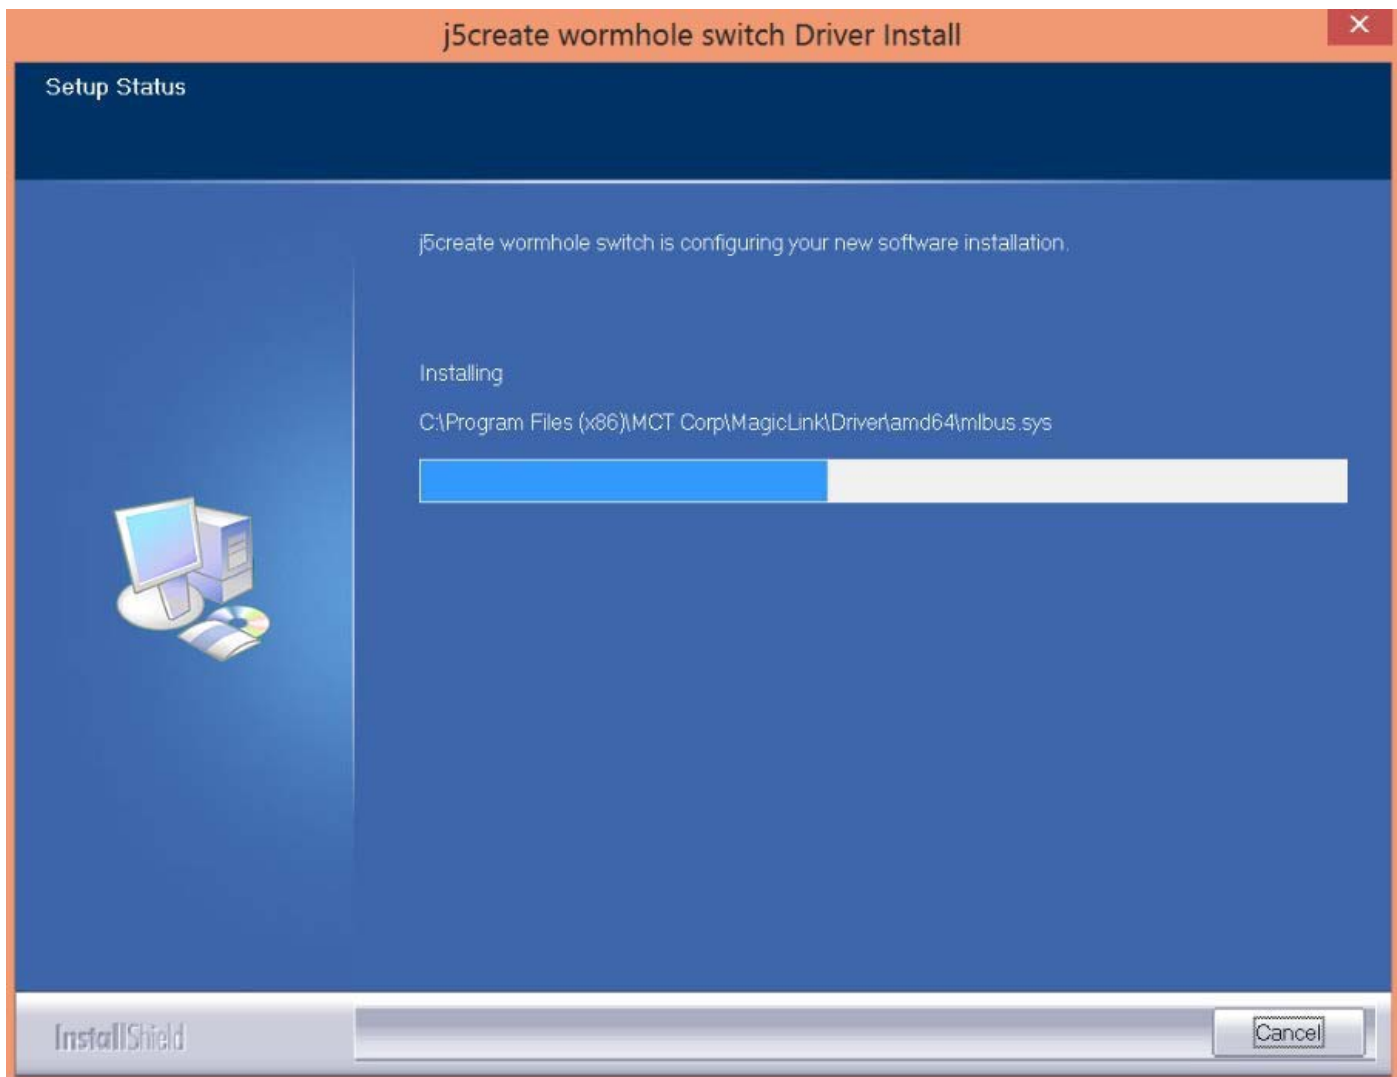 j5create wormhole switch Driver Install
Setup Status
j5create wormhole switch is configuring your new software installation.
Installing
C:\Program Files (x86)\MCT Corp\MagicLink\Driver\amd64\mlbus.sys
InstallShield
Cancel